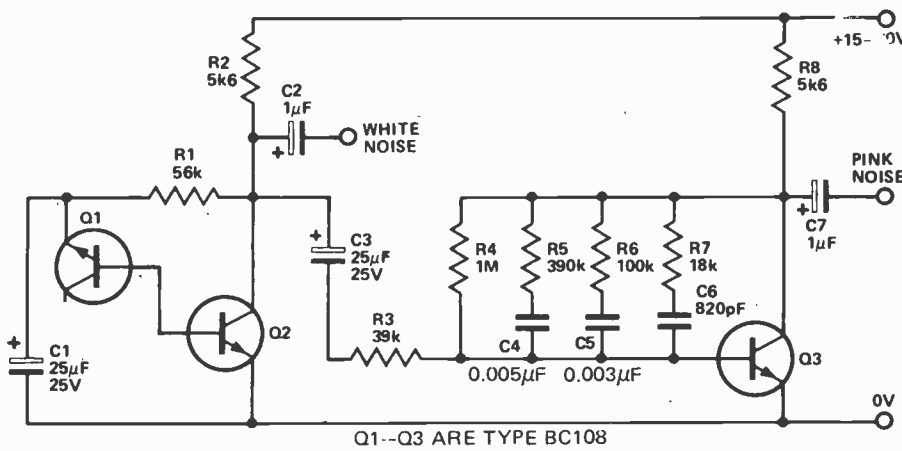 R2
5k6
C2
1µF
+
WHITE
NOISE
R1
56k
+15-
0V
R8
5k6
PINK
NOISE
+
C7
1µF
Q1
+
C3
25µF
25V
R4
1M
R5
390k
R6
100k
R7
18k
C6
820pF
+
C1
25µF
25V
Q2
R3
39k
C4
0.005µF
C5
0.003µF
Q3
0V
Q1--Q3 ARE TYPE BC108